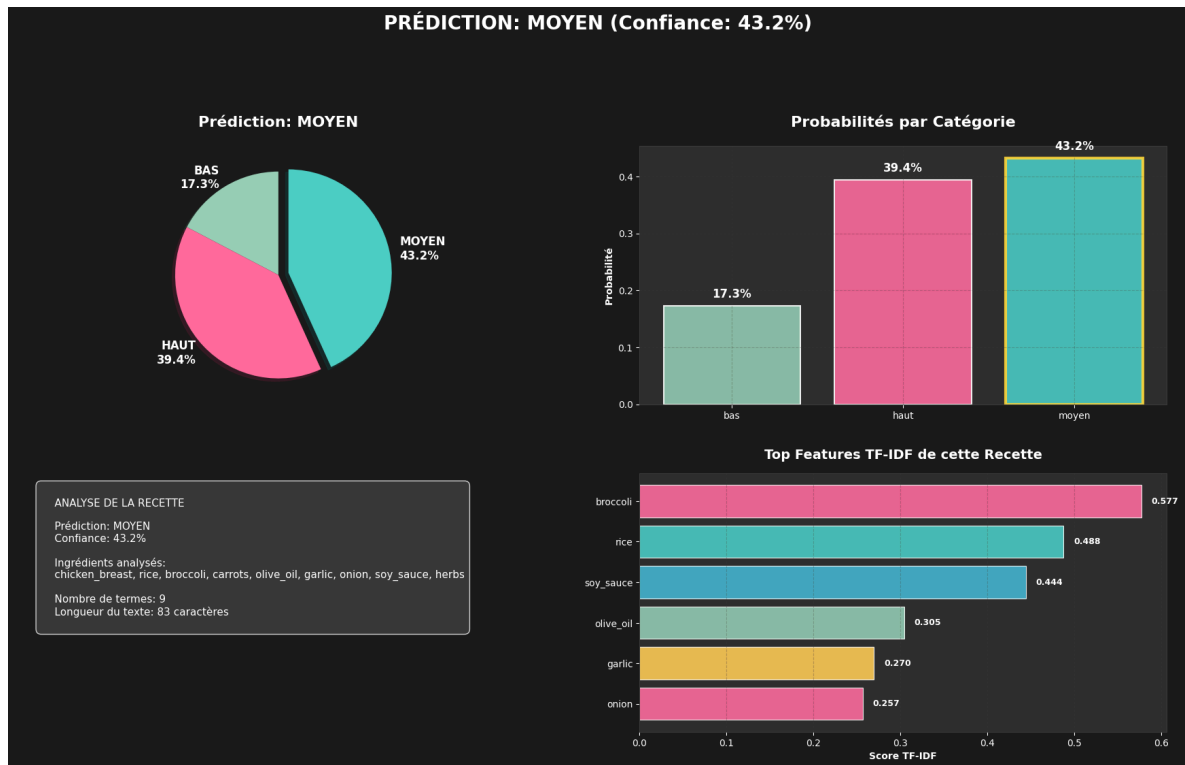 PRÉDICTION: MOYEN (Confiance: 43.2%)
Prédiction: MOYEN
BAS
17.3%
MOYEN
43.2%
HAUT
39.4%
Probabilités par Catégorie
43.2%
39.4%
17.3%
Probabilité
0.4
0.3
0.2
0.1
0.0
bas
haut
moyen
ANALYSE DE LA RECETTE
Prédiction: MOYEN
Confiance: 43.2%
Ingrédients analysés:
chicken_breast, rice, broccoli, carrots, olive_oil, garlic, onion, soy_sauce, herbs
Nombre de termes: 9
Longueur du texte: 83 caractères
Top Features TF-IDF de cette Recette
broccoli
0.577
rice
0.488
soy_sauce
0.444
olive_oil
0.305
garlic
0.270
onion
0.257
0.0
0.1
0.2
0.3
0.4
0.5
0.6
Score TF-IDF